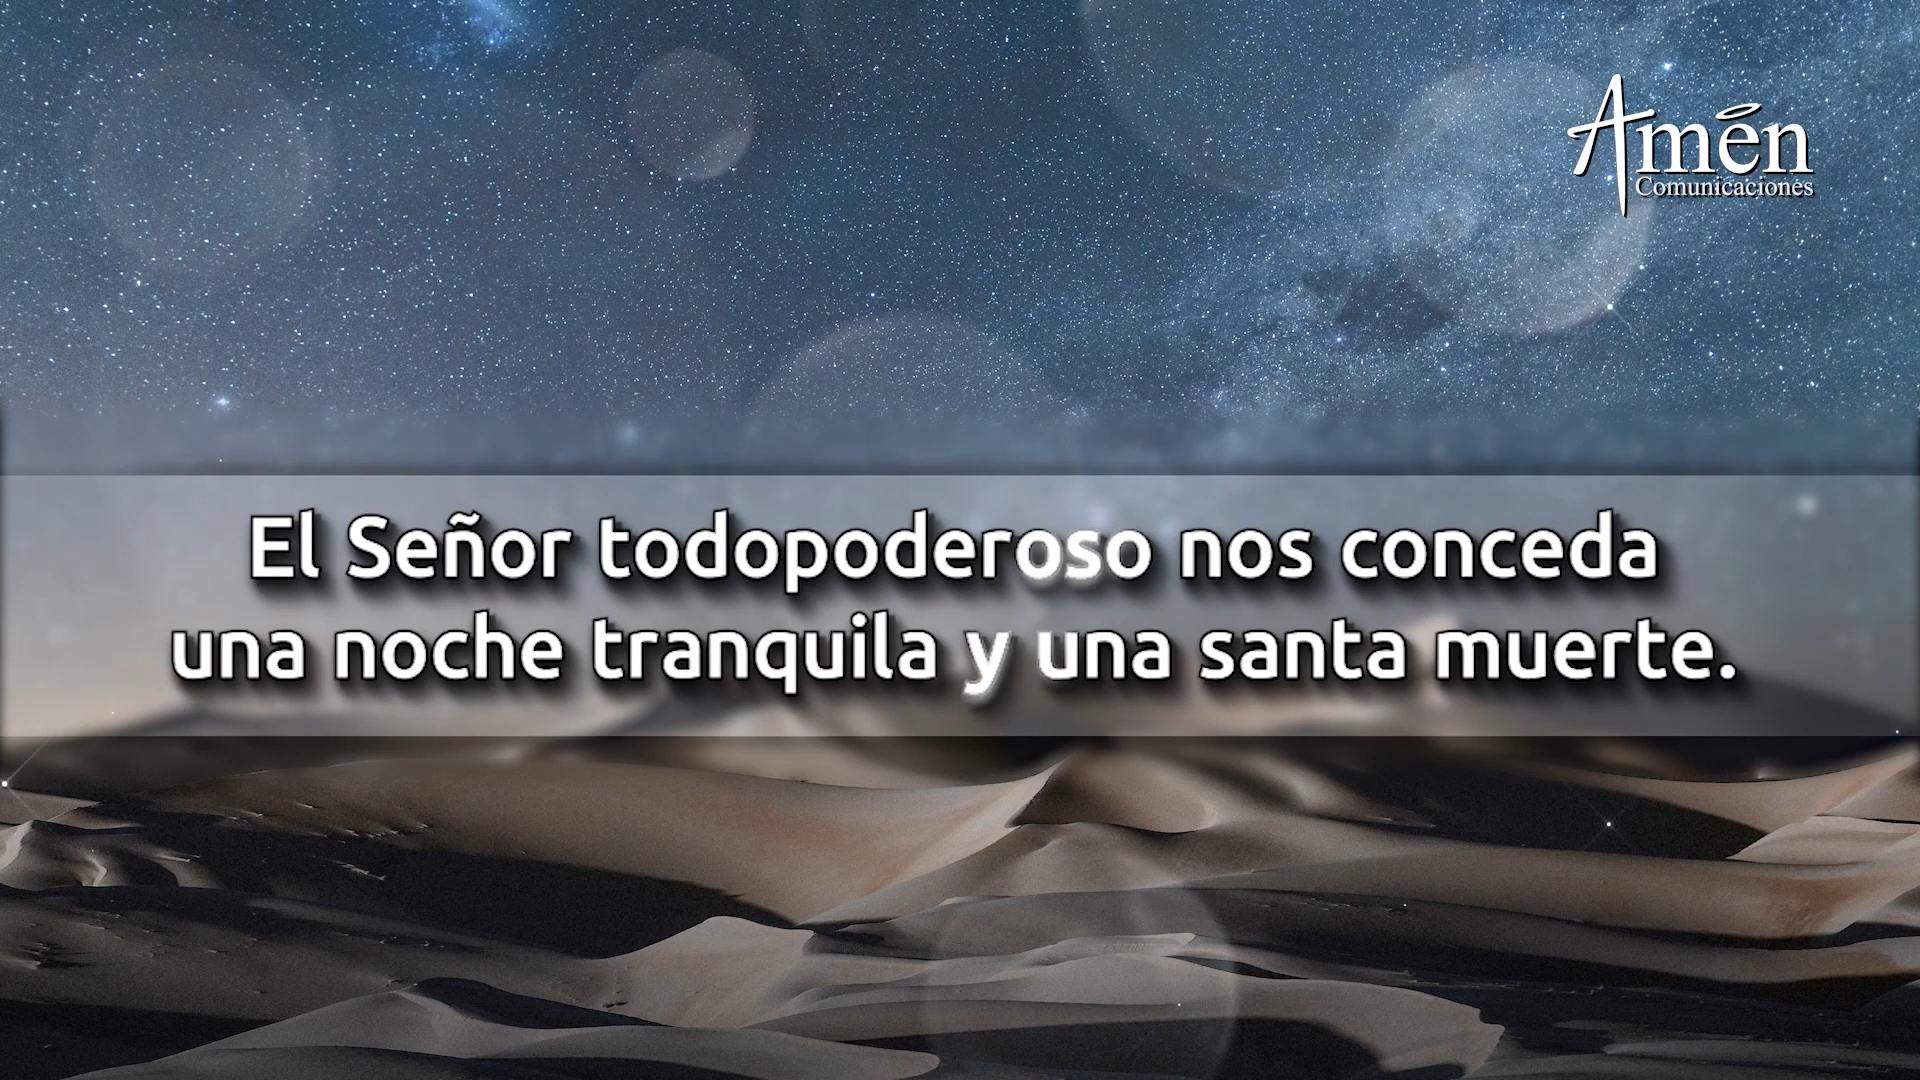 Amén
Comunicaciones
El Señor todopoderoso nos conceda
una noche tranquila y una santa muerte.